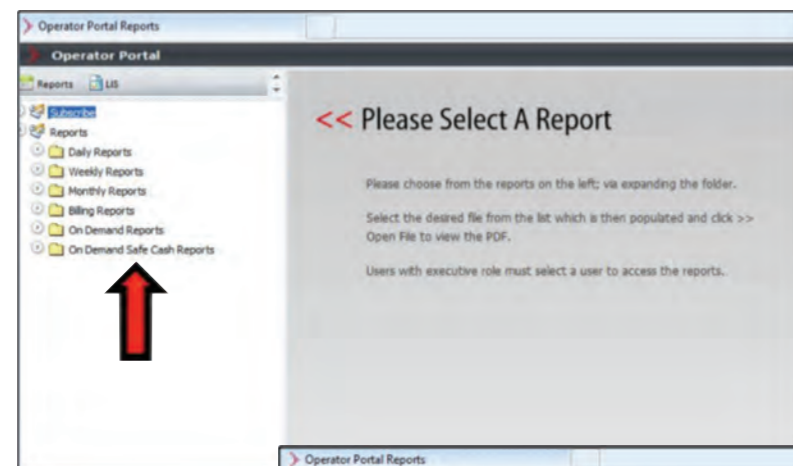 Operator Portal Reports
Operator Portal
Reports LIS
Subscribe
Reports
Daily Reports
Weekly Reports
Monthly Reports
Billing Reports
On Demand Reports
On Demand Safe Cash Reports
<< Please Select A Report
Please choose from the reports on the left; via expanding the folder.
Select the desired file from the list which is then populated and click >>
Open File to view the PDF.
Users with executive role must select a user to access the reports.
Operator Portal Reports